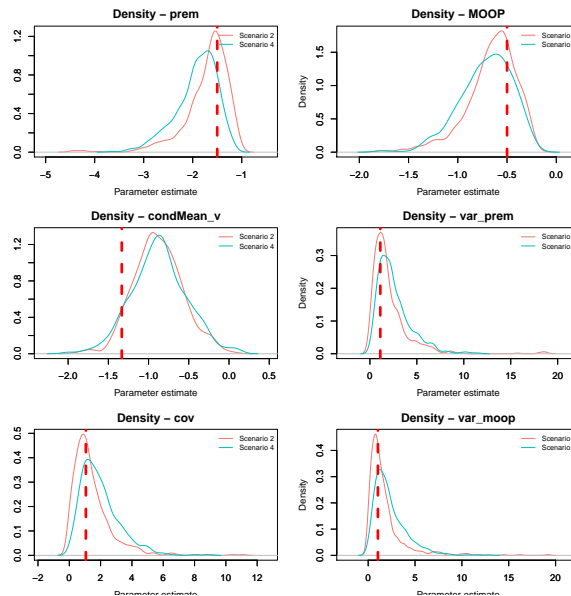 Density − prem
1.2
0.8
0.4
0.0
Scenario 2
Scenario 4
−5
−4
−3
−2
−1
Parameter estimate
Density − MOOP
Density
1.5
1.0
0.5
0.0
Scenario
Scenario
−2.0
−1.5
−1.0
−0.5
0.0
Parameter estimate
Density − condMean_v
1.2
0.8
0.4
0.0
Scenario 2
Scenario 4
−2.0
−1.5
−1.0
−0.5
0.0
0.5
Parameter estimate
Density − var_prem
Density
0.3
0.2
0.1
0.0
Scenario
Scenario
0
5
10
15
20
Parameter estimate
Density − cov
0.5
0.4
0.3
0.2
0.1
0.0
Scenario 2
Scenario 4
−2
0
2
4
6
8
10
12
Parameter estimate
Density − var_moop
Density
0.4
0.3
0.2
0.1
0.0
Scenario
Scenario
0
5
10
15
20
Parameter estimate